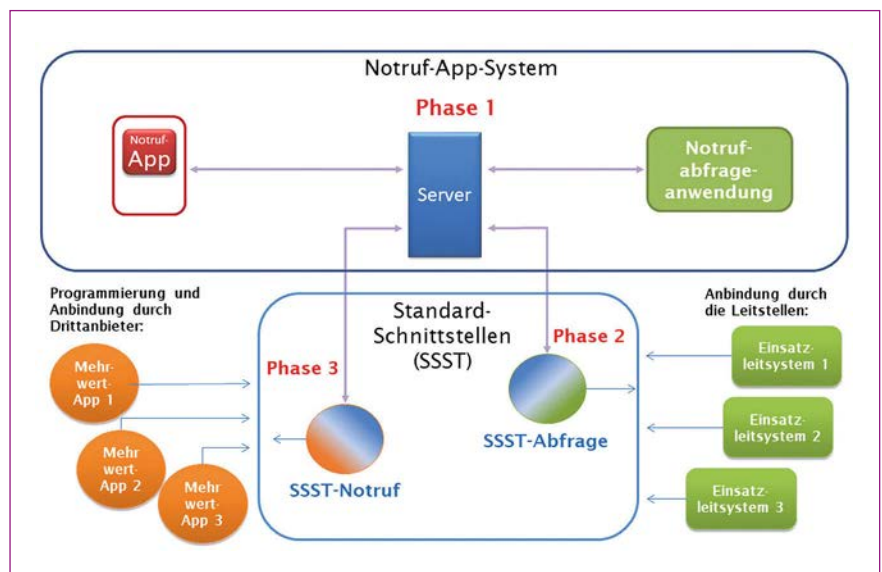 Notruf-App-System
Phase 1
Notruf-
App
Server
Notruf-
abfrage-
anwendung
Programmierung und
Anbindung durch
Drittanbieter:
Mehr
wert-
App 1
Mehr
wert-
App 2
Mehr
wert-
App 3
Standard-
Schnittstellen
(SSST)
Phase 3
Phase 2
SSST-Notruf
SSST-Abfrage
Anbindung durch
die Leitstellen:
Einsatz-
leitsystem 1
Einsatz-
leitsystem 2
Einsatz-
leitsystem 3